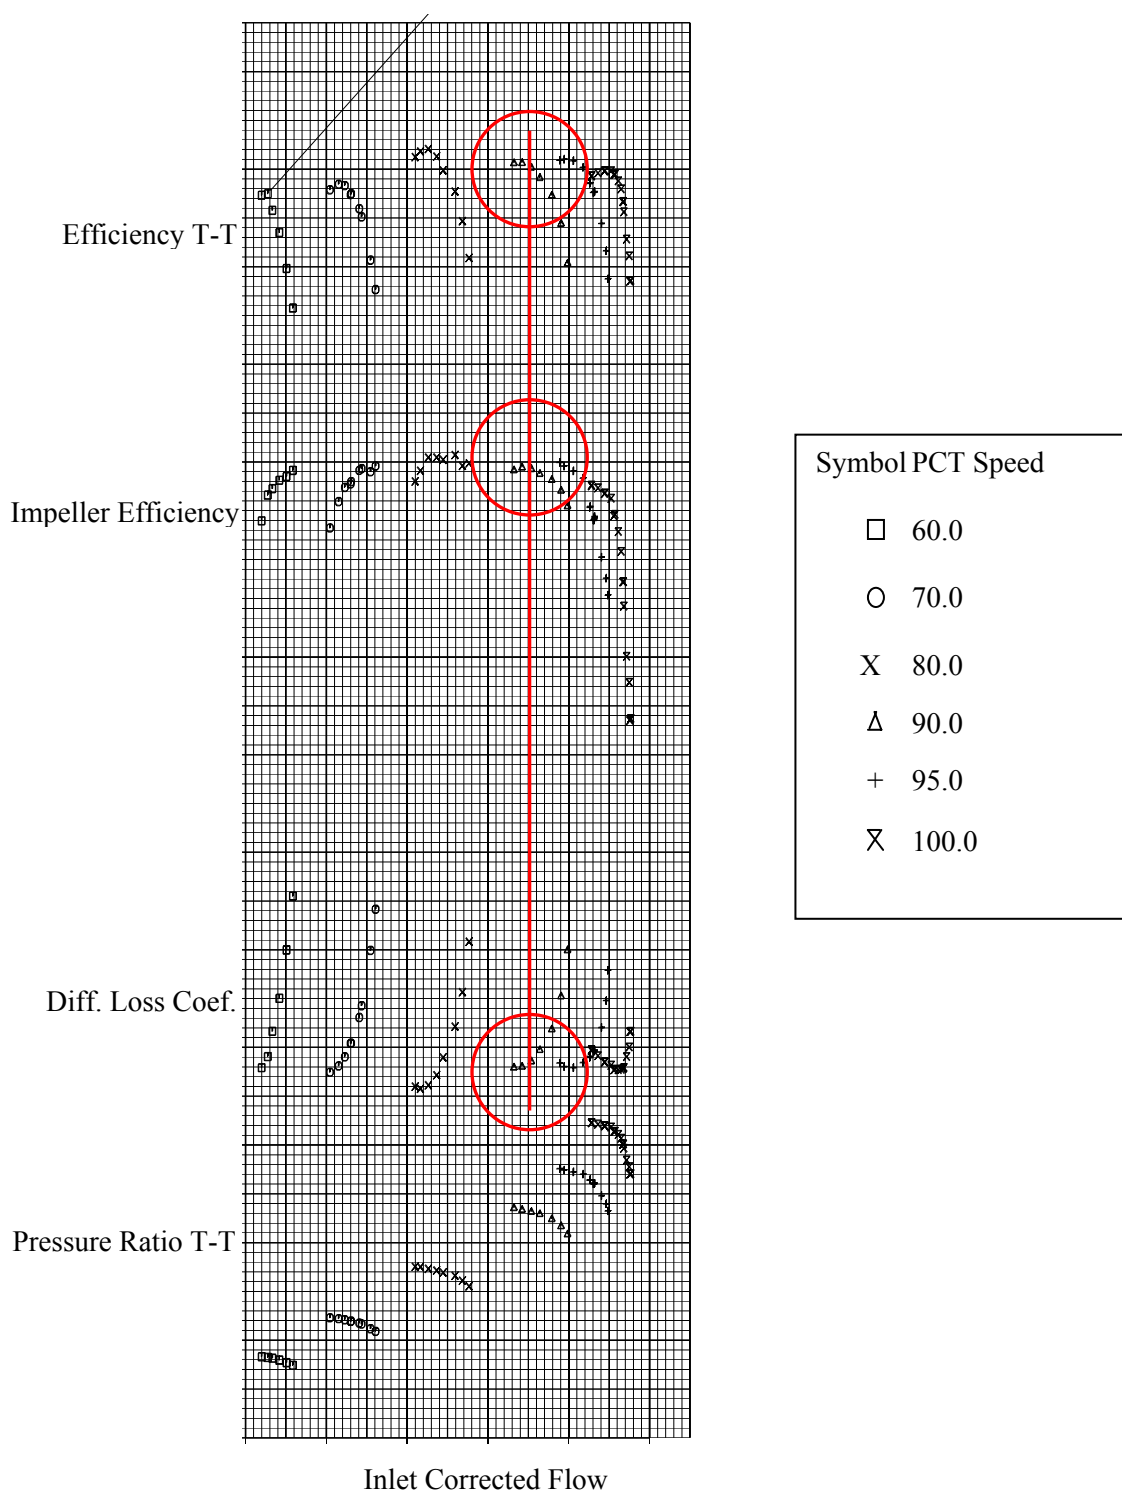 Efficiency T-T
Impeller Efficiency
Diff. Loss Coef.
Pressure Ratio T-T
Inlet Corrected Flow
Symbol PCT Speed
60.0
70.0
X 80.0
90.0
+ 95.0
100.0